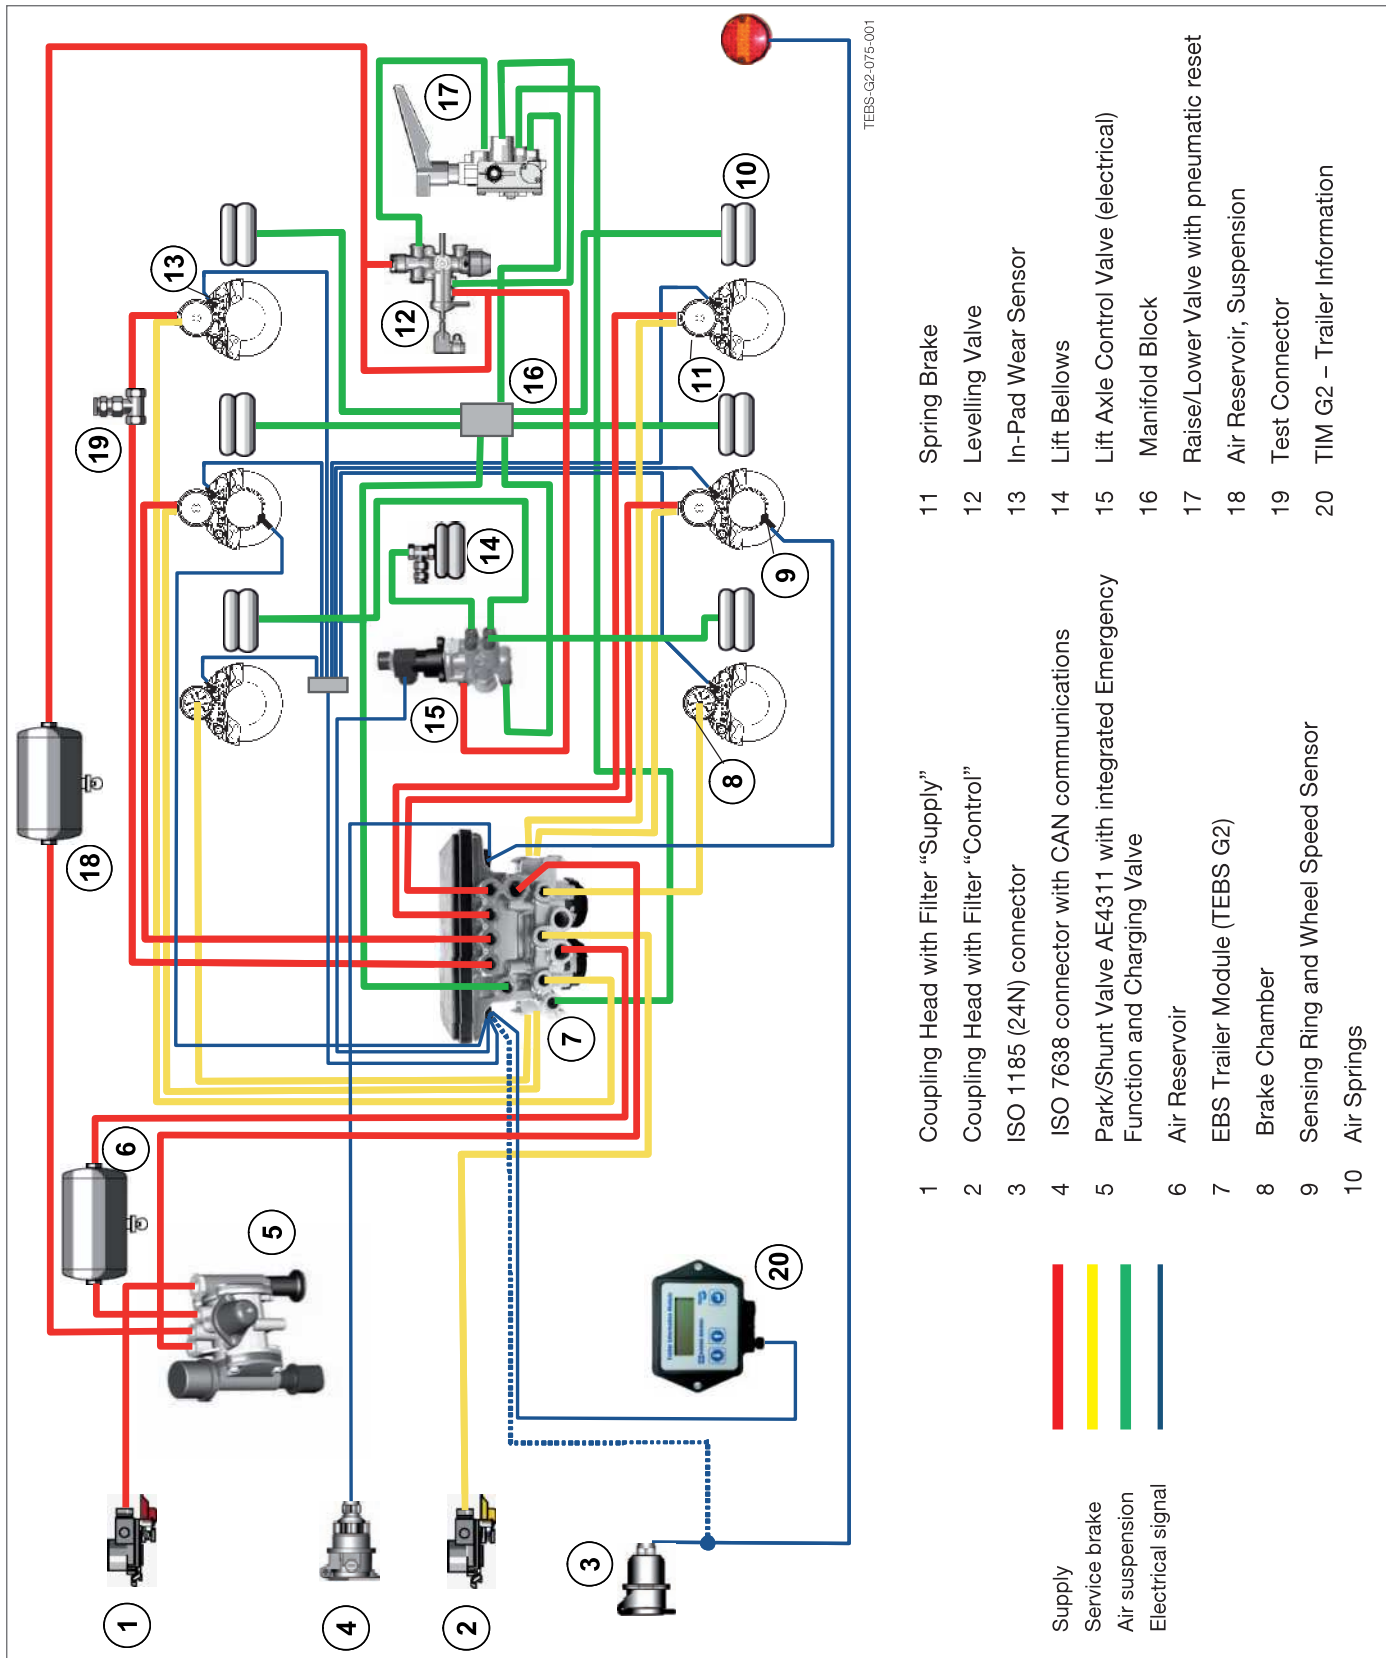 1
4
2
3
5
6
18
20
7
8
15
14
9
19
13
16
12
11
10
17
TEBS-G2-075-001
Supply
Service brake
Air suspension
Electrical signal
1 Coupling Head with Filter “Supply”
2 Coupling Head with Filter “Control”
3 ISO 1185 (24N) connector
4 ISO 7638 connector with CAN communications
5 Park/Shunt Valve AE4311 with integrated Emergency
Function and Charging Valve
6 Air Reservoir
7 EBS Trailer Module (TEBS G2)
8 Brake Chamber
9 Sensing Ring and Wheel Speed Sensor
10 Air Springs
11 Spring Brake
12 Levelling Valve
13 In-Pad Wear Sensor
14 Lift Bellows
15 Lift Axle Control Valve (electrical)
16 Manifold Block
17 Raise/Lower Valve with pneumatic reset
18 Air Reservoir, Suspension
19 Test Connector
20 TIM G2 – Trailer Information